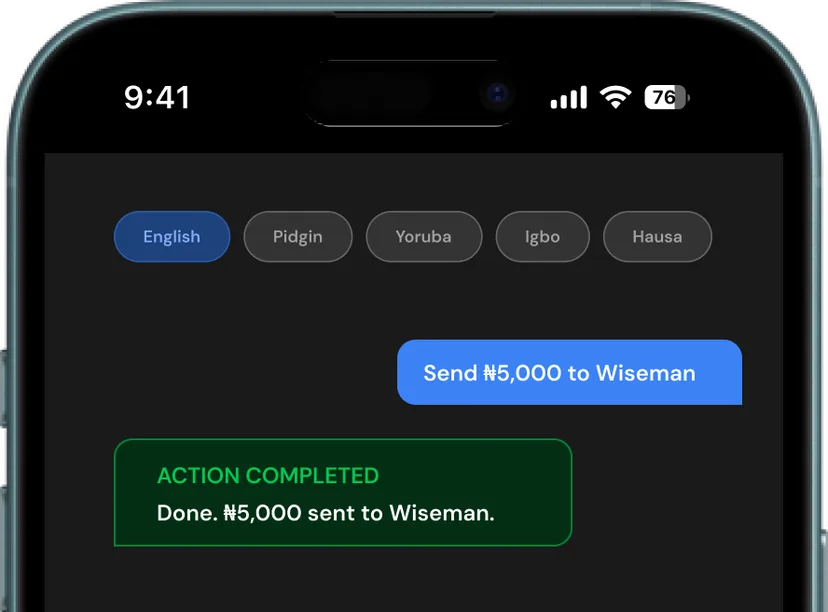 9:41
76
English
Pidgin
Yoruba
Igbo
Hausa
Send ₦5,000 to Wiseman
ACTION COMPLETED
Done. ₦5,000 sent to Wiseman.